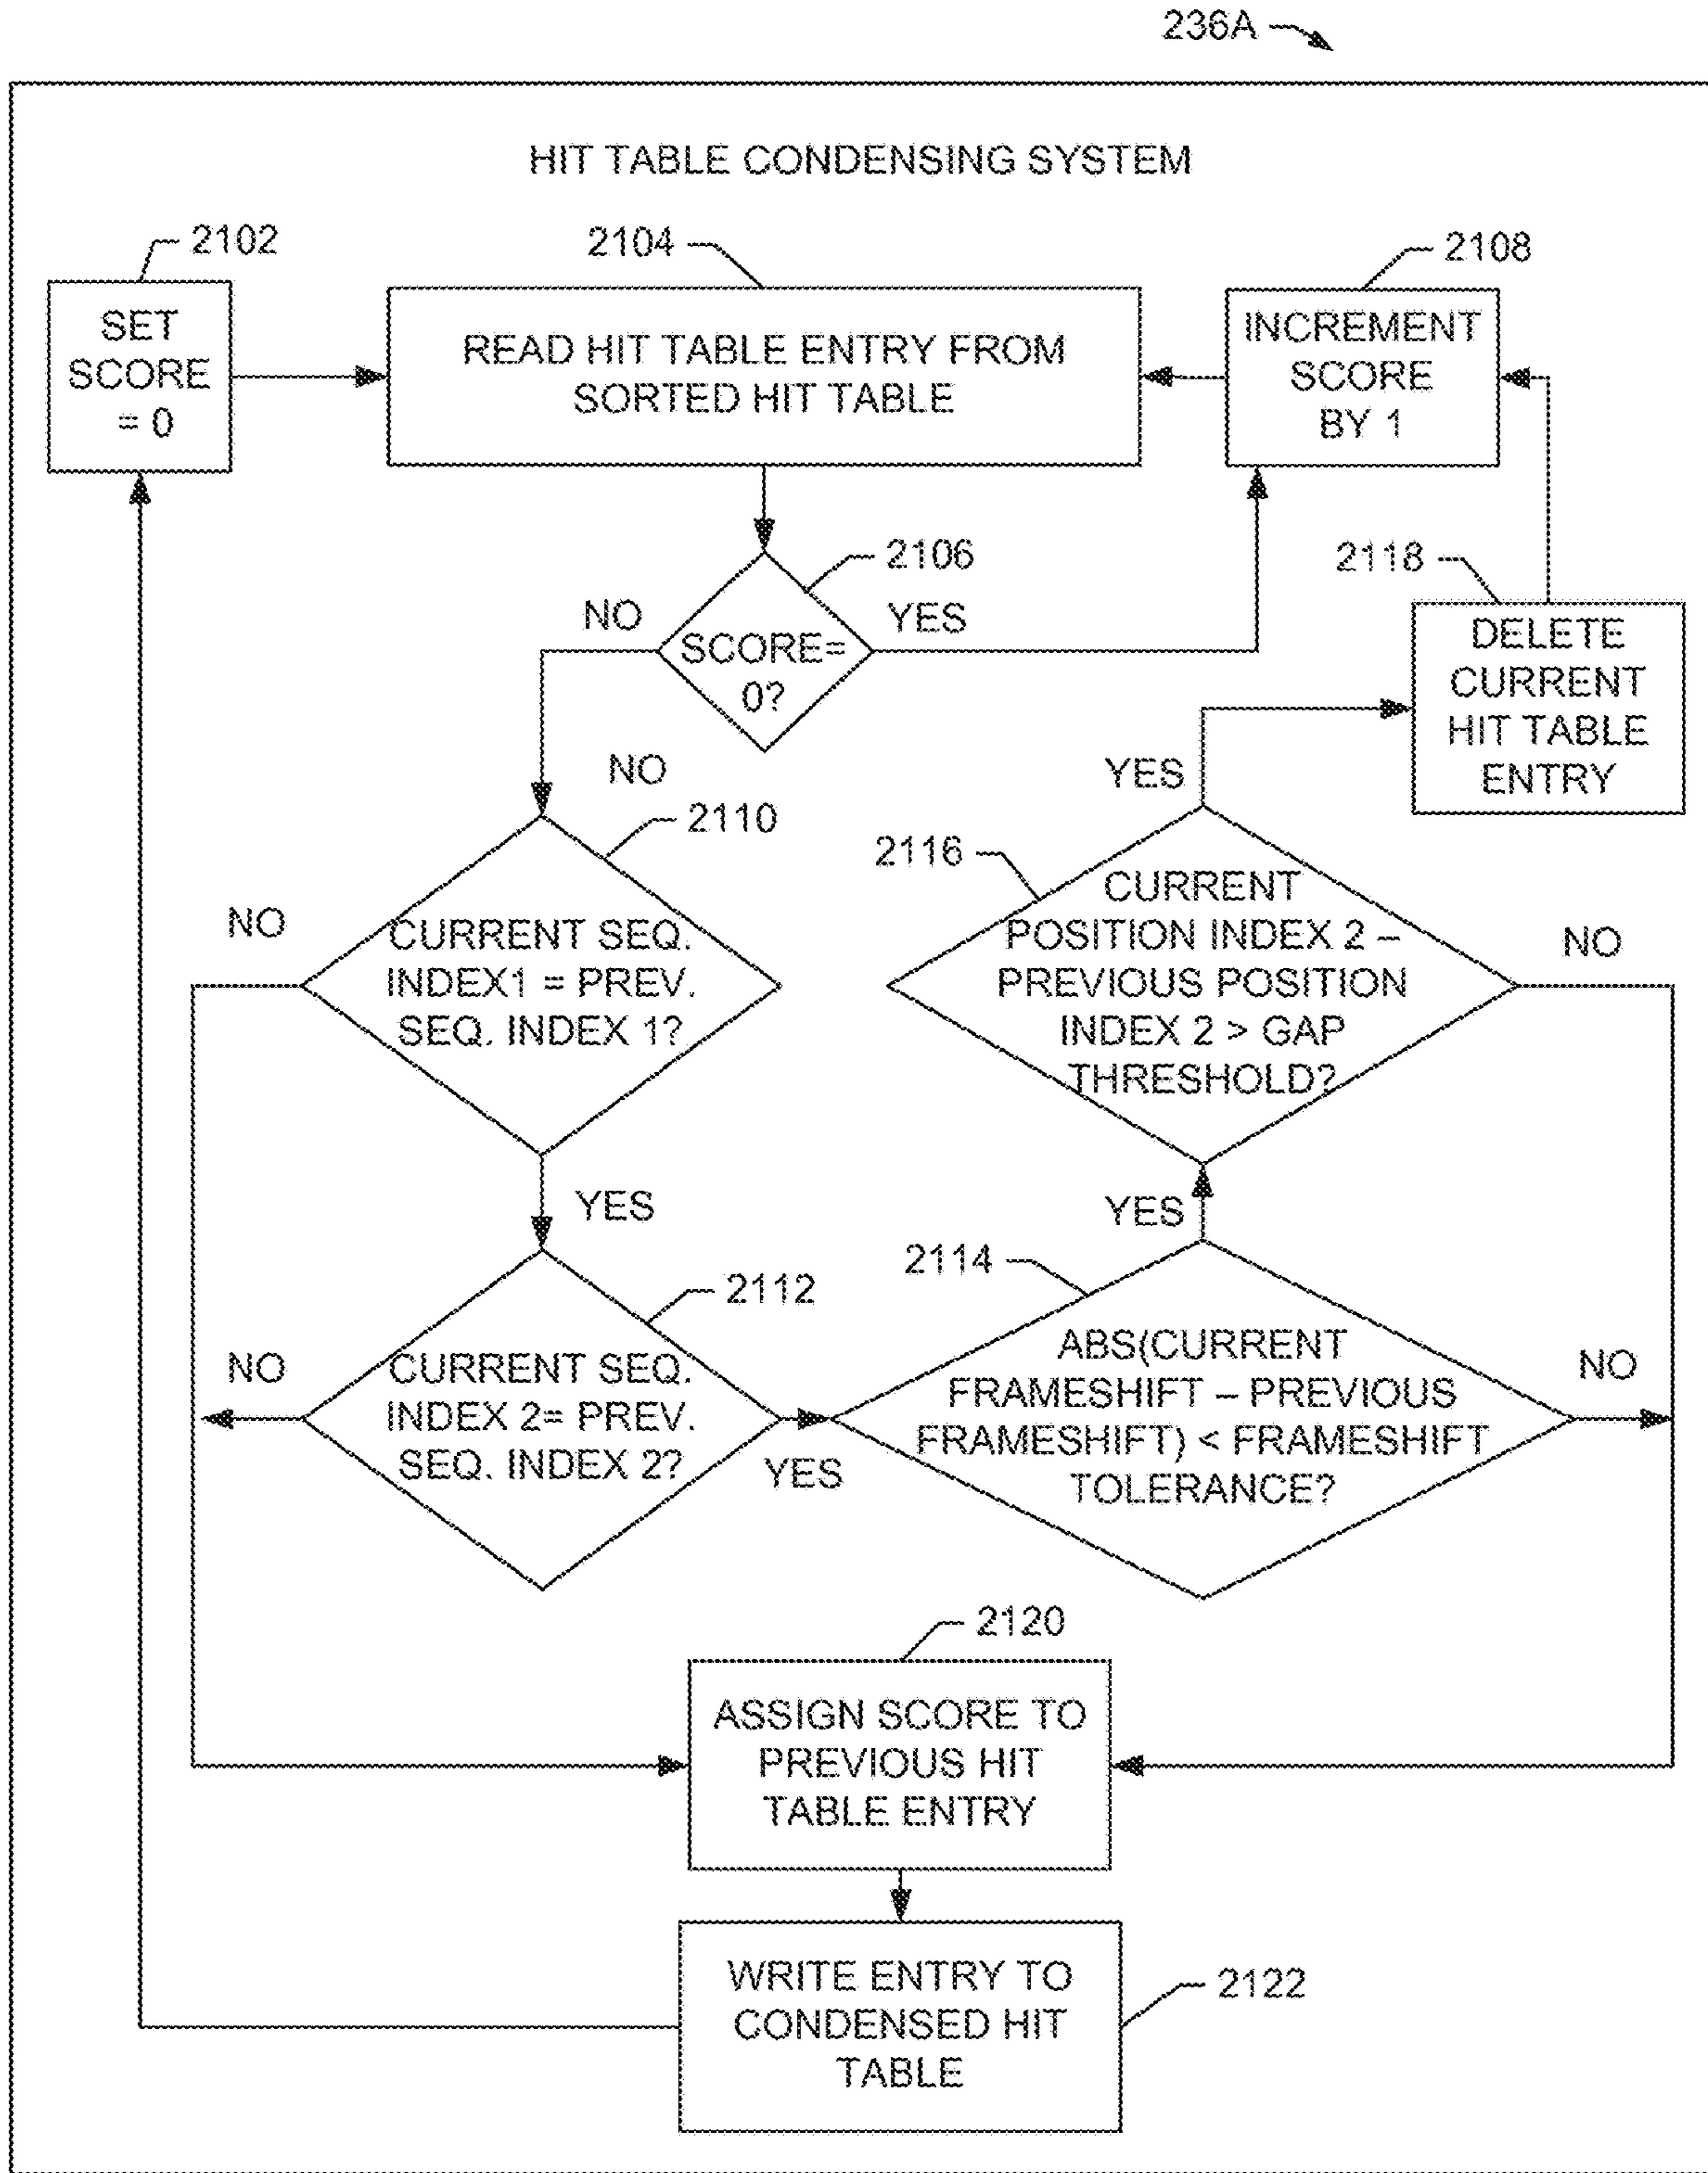 236A
HIT TABLE CONDENSING SYSTEM
2102
2104
2108
SET
SCORE
= 0
READ HIT TABLE ENTRY FROM
SORTED HIT TABLE
INCREMENT
SCORE
BY 1
2106
2118
NO
YES
SCORE=
0?
DELETE
CURRENT
HIT TABLE
ENTRY
NO
YES
2110
2116
NO
CURRENT SEQ.
INDEX1 = PREV.
SEQ. INDEX 1?
CURRENT
POSITION INDEX 2 –
PREVIOUS POSITION
INDEX 2 > GAP
THRESHOLD?
NO
YES
YES
2112
2114
NO
CURRENT SEQ.
INDEX 2= PREV.
SEQ. INDEX 2?
YES
ABS(CURRENT
FRAMESHIFT – PREVIOUS
FRAMESHIFT) < FRAMESHIFT
TOLERANCE?
NO
2120
ASSIGN SCORE TO
PREVIOUS HIT
TABLE ENTRY
WRITE ENTRY TO
CONDENSED HIT
TABLE
2122